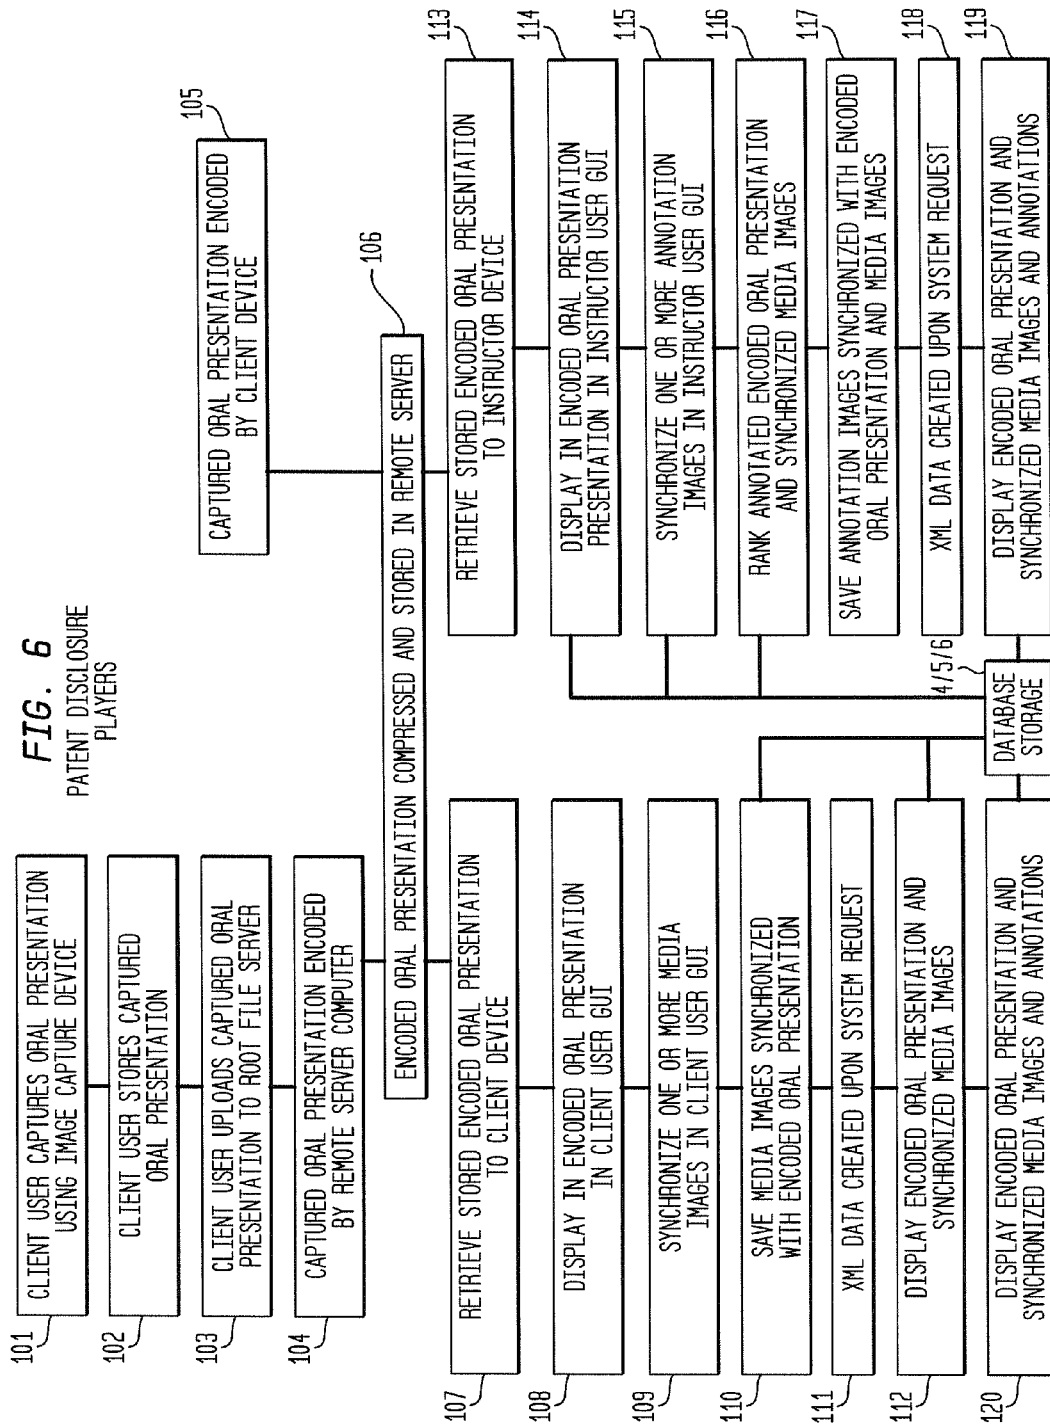 FIG. 6
PATENT DISCLOSURE
PLAYERS
101
CLIENT USER CAPTURES ORAL PRESENTATION
USING IMAGE CAPTURE DEVICE
102
CLIENT USER STORES CAPTURED
ORAL PRESENTATION
103
CLIENT USER UPLOADS CAPTURED ORAL
PRESENTATION TO ROOT FILE SERVER
104
CAPTURED ORAL PRESENTATION ENCODED
BY REMOTE SERVER COMPUTER
105
CAPTURED ORAL PRESENTATION ENCODED
BY CLIENT DEVICE
106
ENCODED ORAL PRESENTATION COMPRESSED AND STORED IN REMOTE SERVER
107
RETRIEVE STORED ENCODED ORAL PRESENTATION
TO CLIENT DEVICE
108
DISPLAY IN ENCODED ORAL PRESENTATION
IN CLIENT USER GUI
109
SYNCHRONIZE ONE OR MORE MEDIA
IMAGES IN CLIENT USER GUI
110
SAVE MEDIA IMAGES SYNCHRONIZED
WITH ENCODED ORAL PRESENTATION
111
XML DATA CREATED UPON SYSTEM REQUEST
112
DISPLAY ENCODED ORAL PRESENTATION AND
SYNCHRONIZED MEDIA IMAGES
120
DISPLAY ENCODED ORAL PRESENTATION AND
SYNCHRONIZED MEDIA IMAGES AND ANNOTATIONS
4/5/6
DATABASE
STORAGE
113
RETRIEVE STORED ENCODED ORAL PRESENTATION
TO INSTRUCTOR DEVICE
114
DISPLAY IN ENCODED ORAL PRESENTATION
PRESENTATION IN INSTRUCTOR USER GUI
115
SYNCHRONIZE ONE OR MORE ANNOTATION
IMAGES IN INSTRUCTOR USER GUI
116
RANK ANNOTATED ENCODED ORAL PRESENTATION
AND SYNCHRONIZED MEDIA IMAGES
117
SAVE ANNOTATION IMAGES SYNCHRONIZED WITH ENCODED
ORAL PRESENTATION AND MEDIA IMAGES
118
XML DATA CREATED UPON SYSTEM REQUEST
119
DISPLAY ENCODED ORAL PRESENTATION AND
SYNCHRONIZED MEDIA IMAGES AND ANNOTATIONS